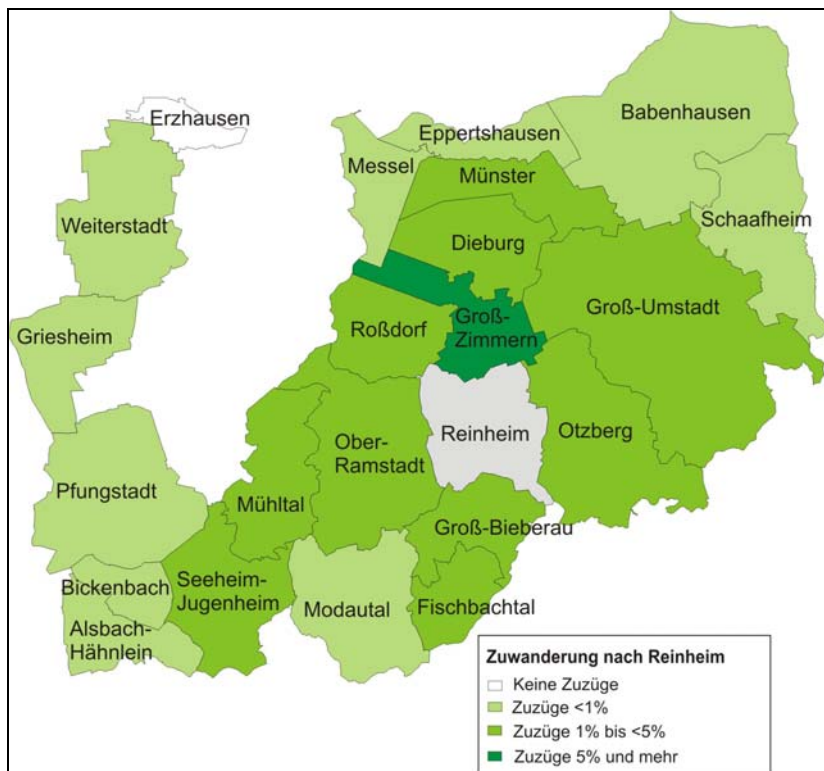 Erzhausen
Babenhausen
Eppertshausen
Messel
Münster
Schaafheim
Weiterstadt
Dieburg
Groß-Umstadt
Griesheim
Roßdorf
Groß-
Zimmern
Reinheim
Otzberg
Ober-
Ramstadt
Pfungstadt
Mühltal
Groß-Bieberau
Bickenbach
Seeheim-
Jugenheim
Modautal
Fischbachtal
Alsbach-
Hähnlein
Zuwanderung nach Reinheim
Keine Zuzüge
Zuzüge <1%
Zuzüge 1% bis <5%
Zuzüge 5% und mehr